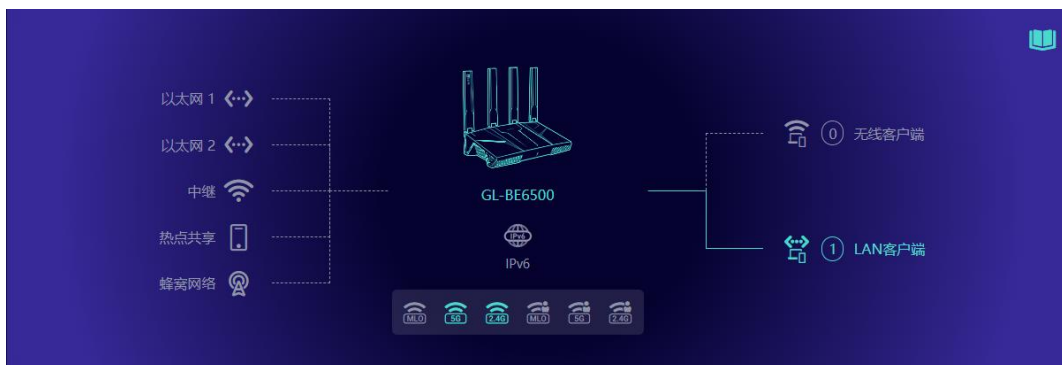 以太网 1
以太网 2
中继
热点共享
蜂窝网络
GL-BE6500
IPv6
IPv6
MLO 5G 2.4G MLO 5G 2.4G
0 无线客户端
1 LAN客户端